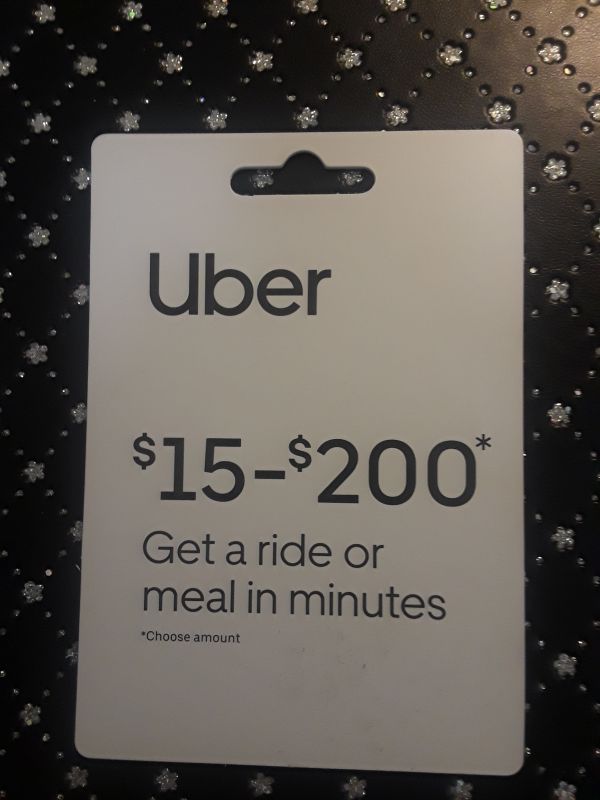 Uber
$15-$200*
Get a ride or
meal in minutes
*Choose amount